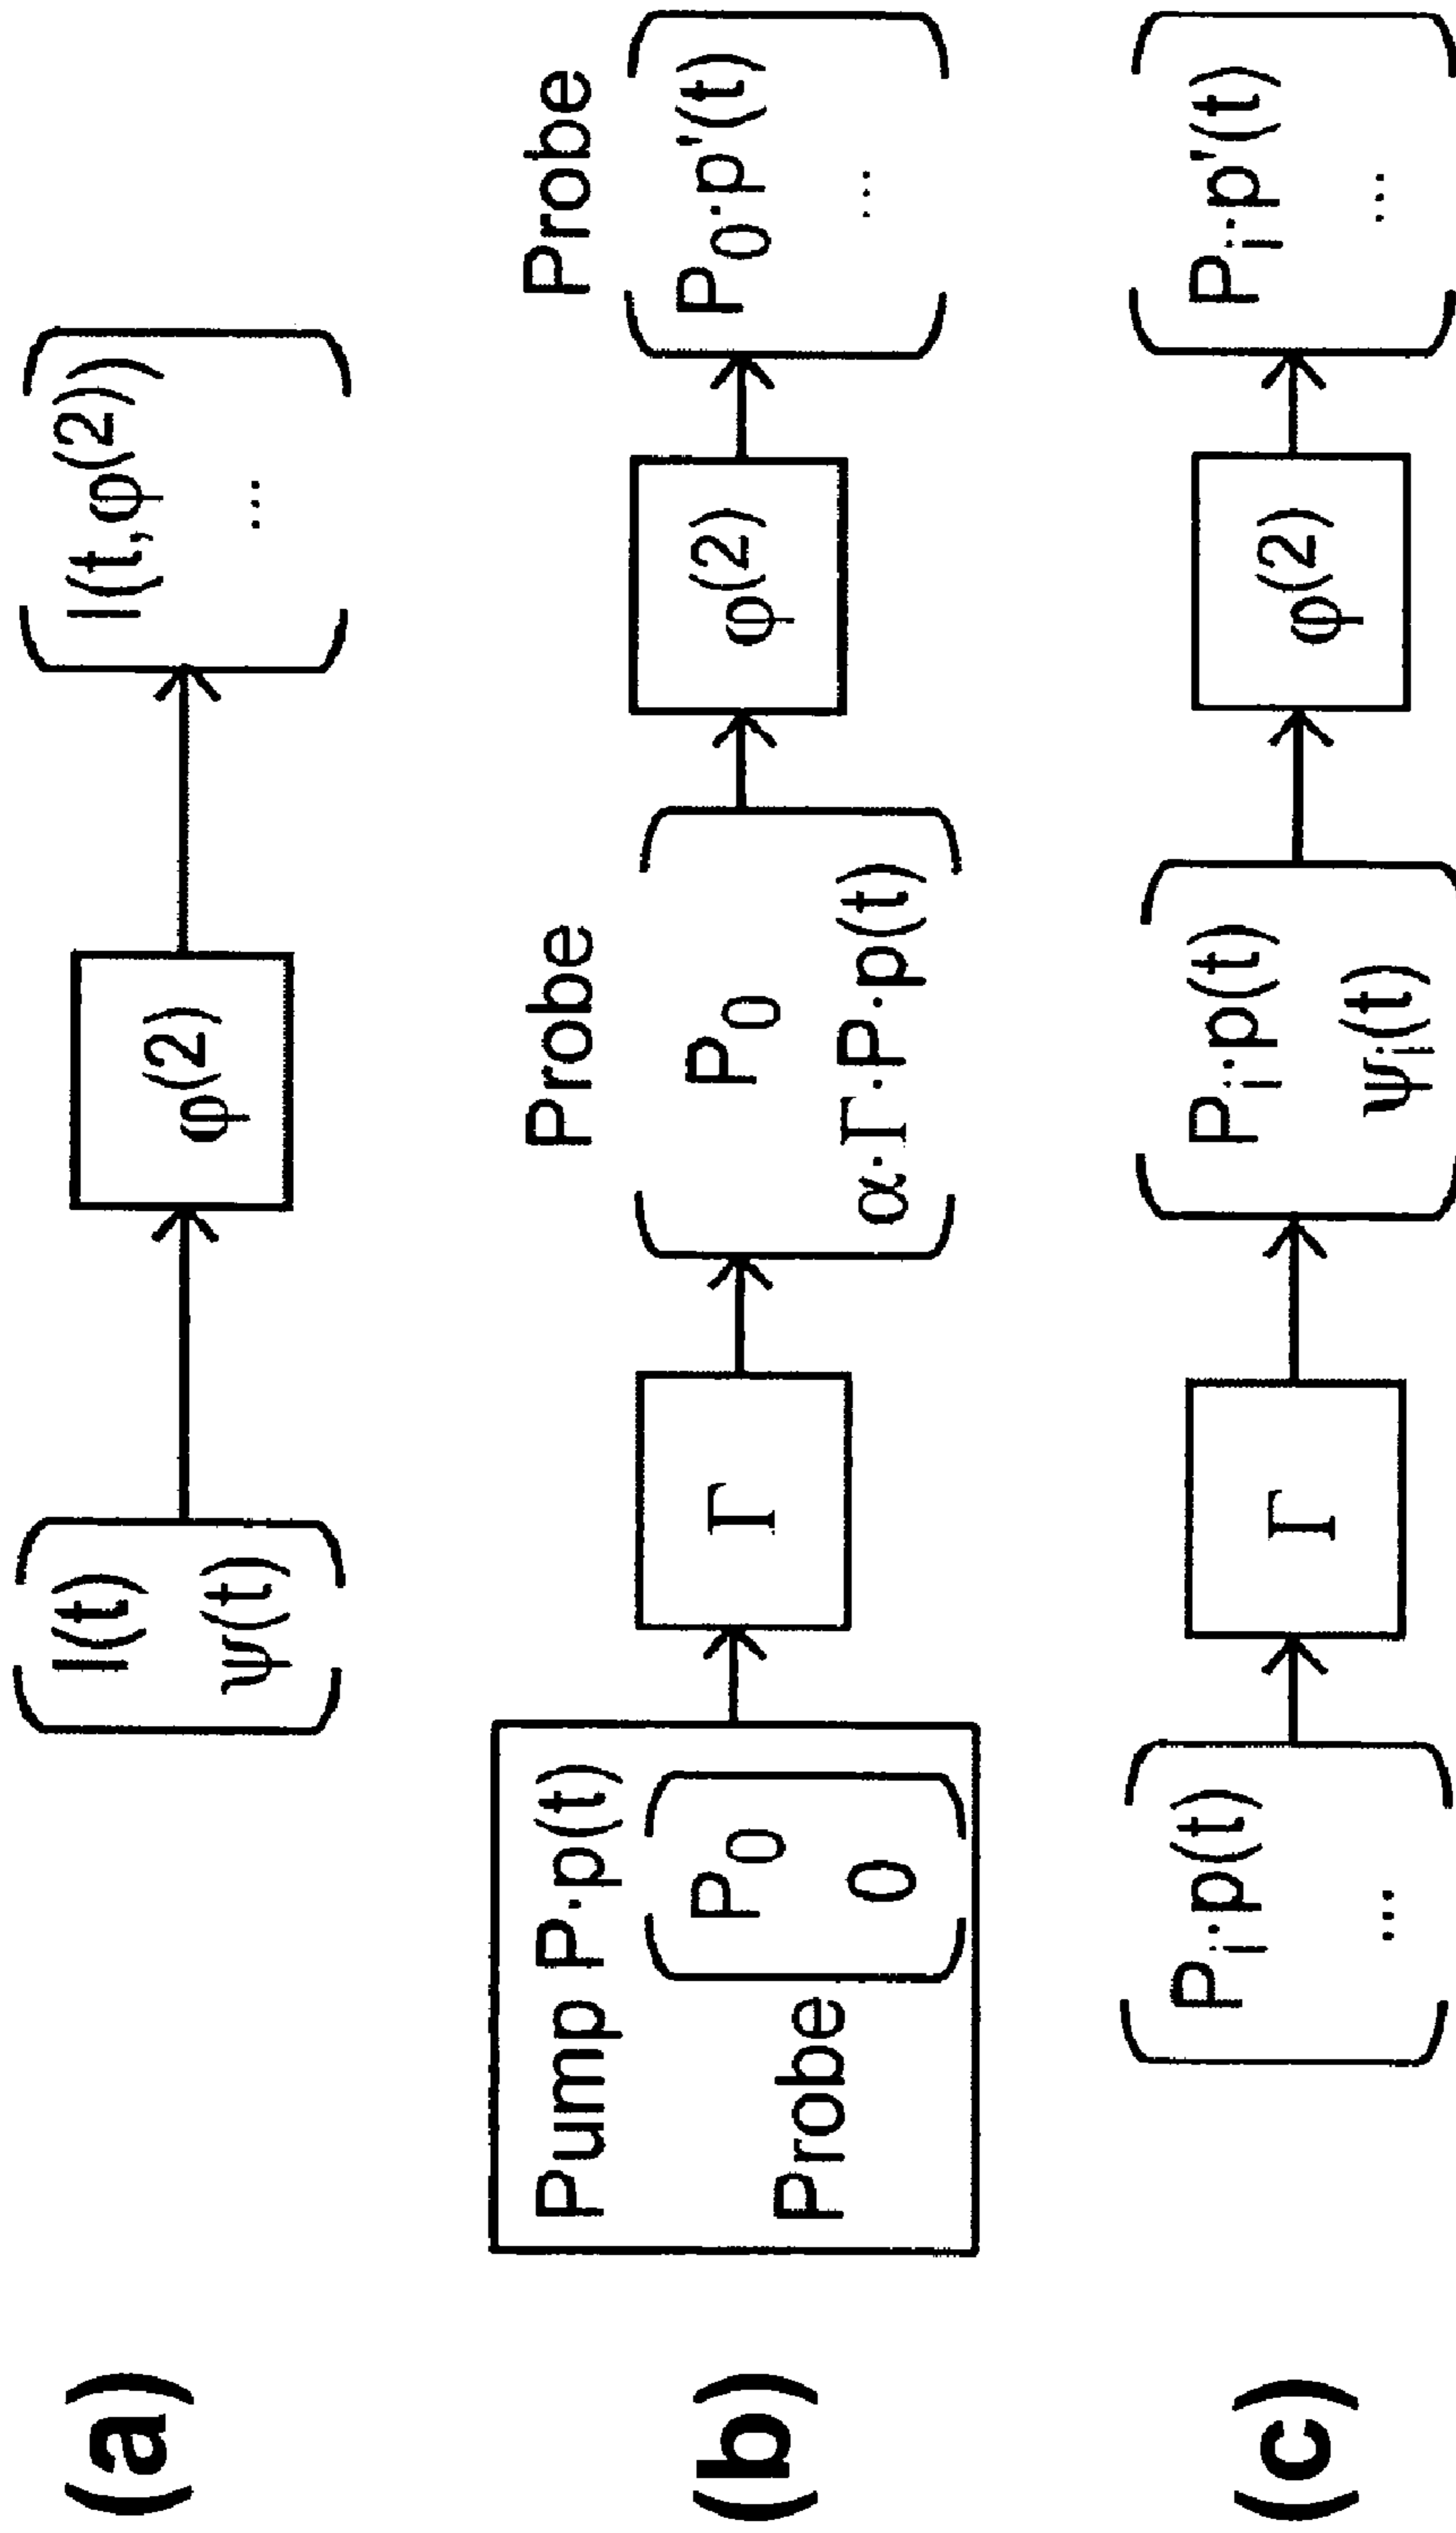 (a)
I(t)
ψ(t)
φ(2)
I(t,φ(2))
...
(b)
Pump P·p(t)
Probe
P0
0
Γ
Probe
P0
α·Γ·P·p(t)
φ(2)
Probe
P0·p'(t)
...
(c)
Pi·p(t)
...
Γ
Pi·p(t)
ψi(t)
φ(2)
Pi·p'(t)
...